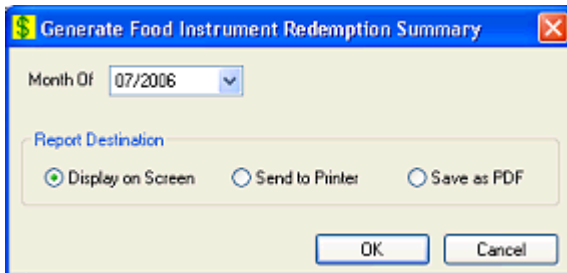 $ Generate Food Instrument Redemption Summary
Month Of 07/2006
Report Destination
Display on Screen Send to Printer Save as PDF
OK Cancel